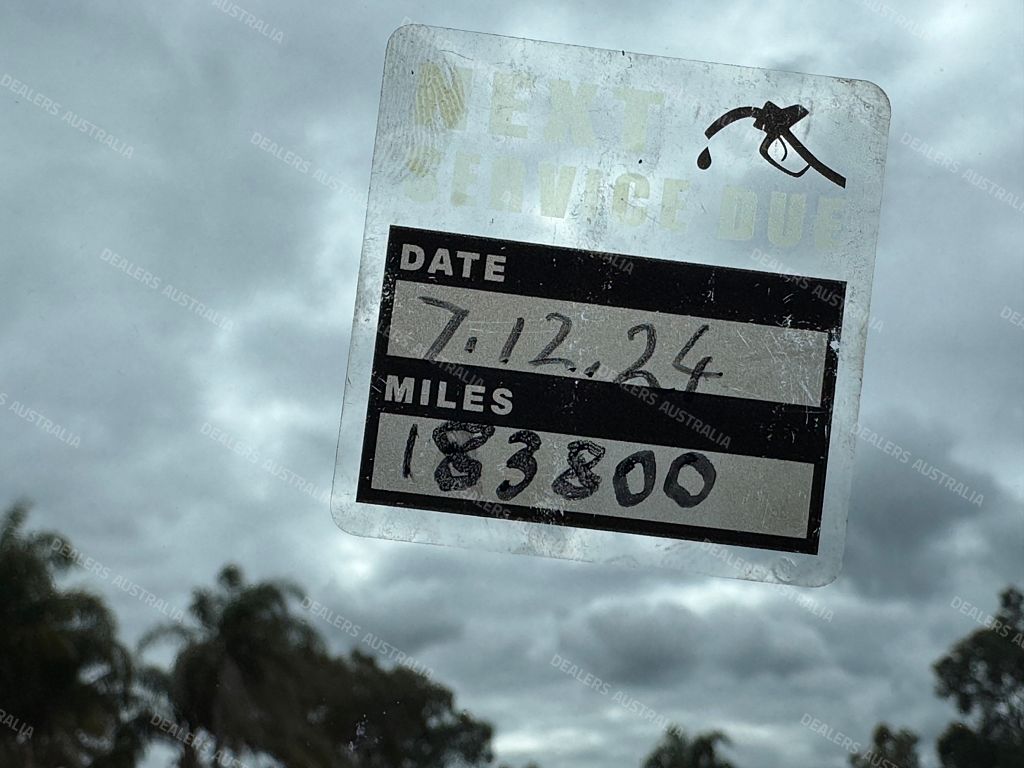 NEXT
SERVICE DUE
DATE
7.12.24
MILES
183800
DEALERS AUSTRALIA